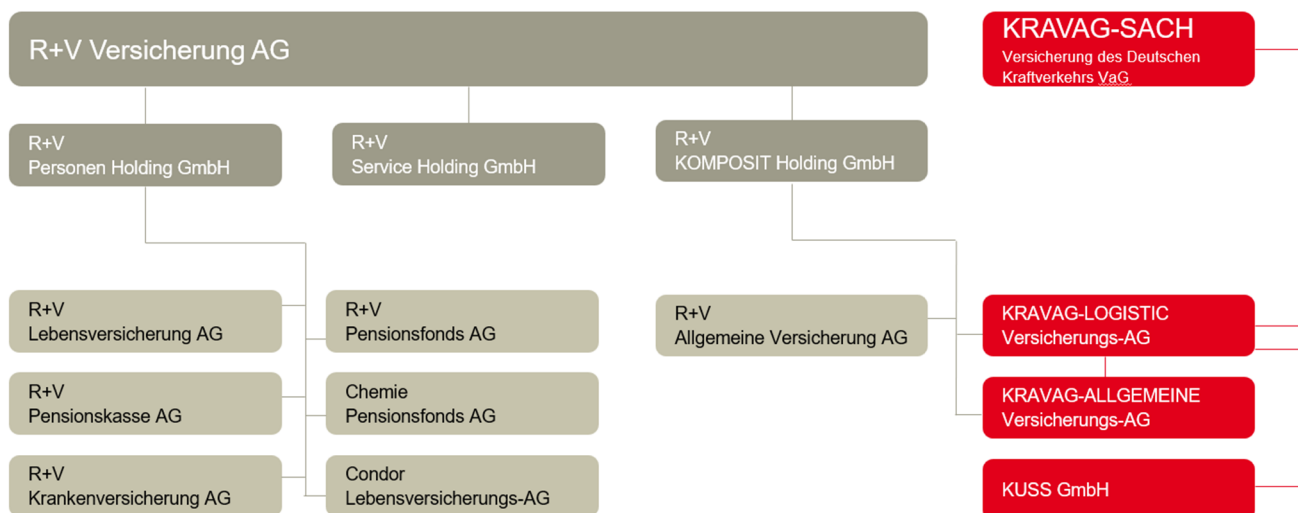 R+V Versicherung AG
KRAVAG-SACH
Versicherung des Deutschen
Kraftverkehrs VaG
R+V
Personen Holding GmbH
R+V
Service Holding GmbH
R+V
KOMPOSIT Holding GmbH
R+V
Lebensversicherung AG
R+V
Pensionsfonds AG
R+V
Allgemeine Versicherung AG
KRAVAG-LOGISTIC
Versicherungs-AG
R+V
Pensionskasse AG
Chemie
Pensionsfonds AG
KRAVAG-ALLGEMEINE
Versicherungs-AG
R+V
Krankenversicherung AG
Condor
Lebensversicherungs-AG
KUSS GmbH